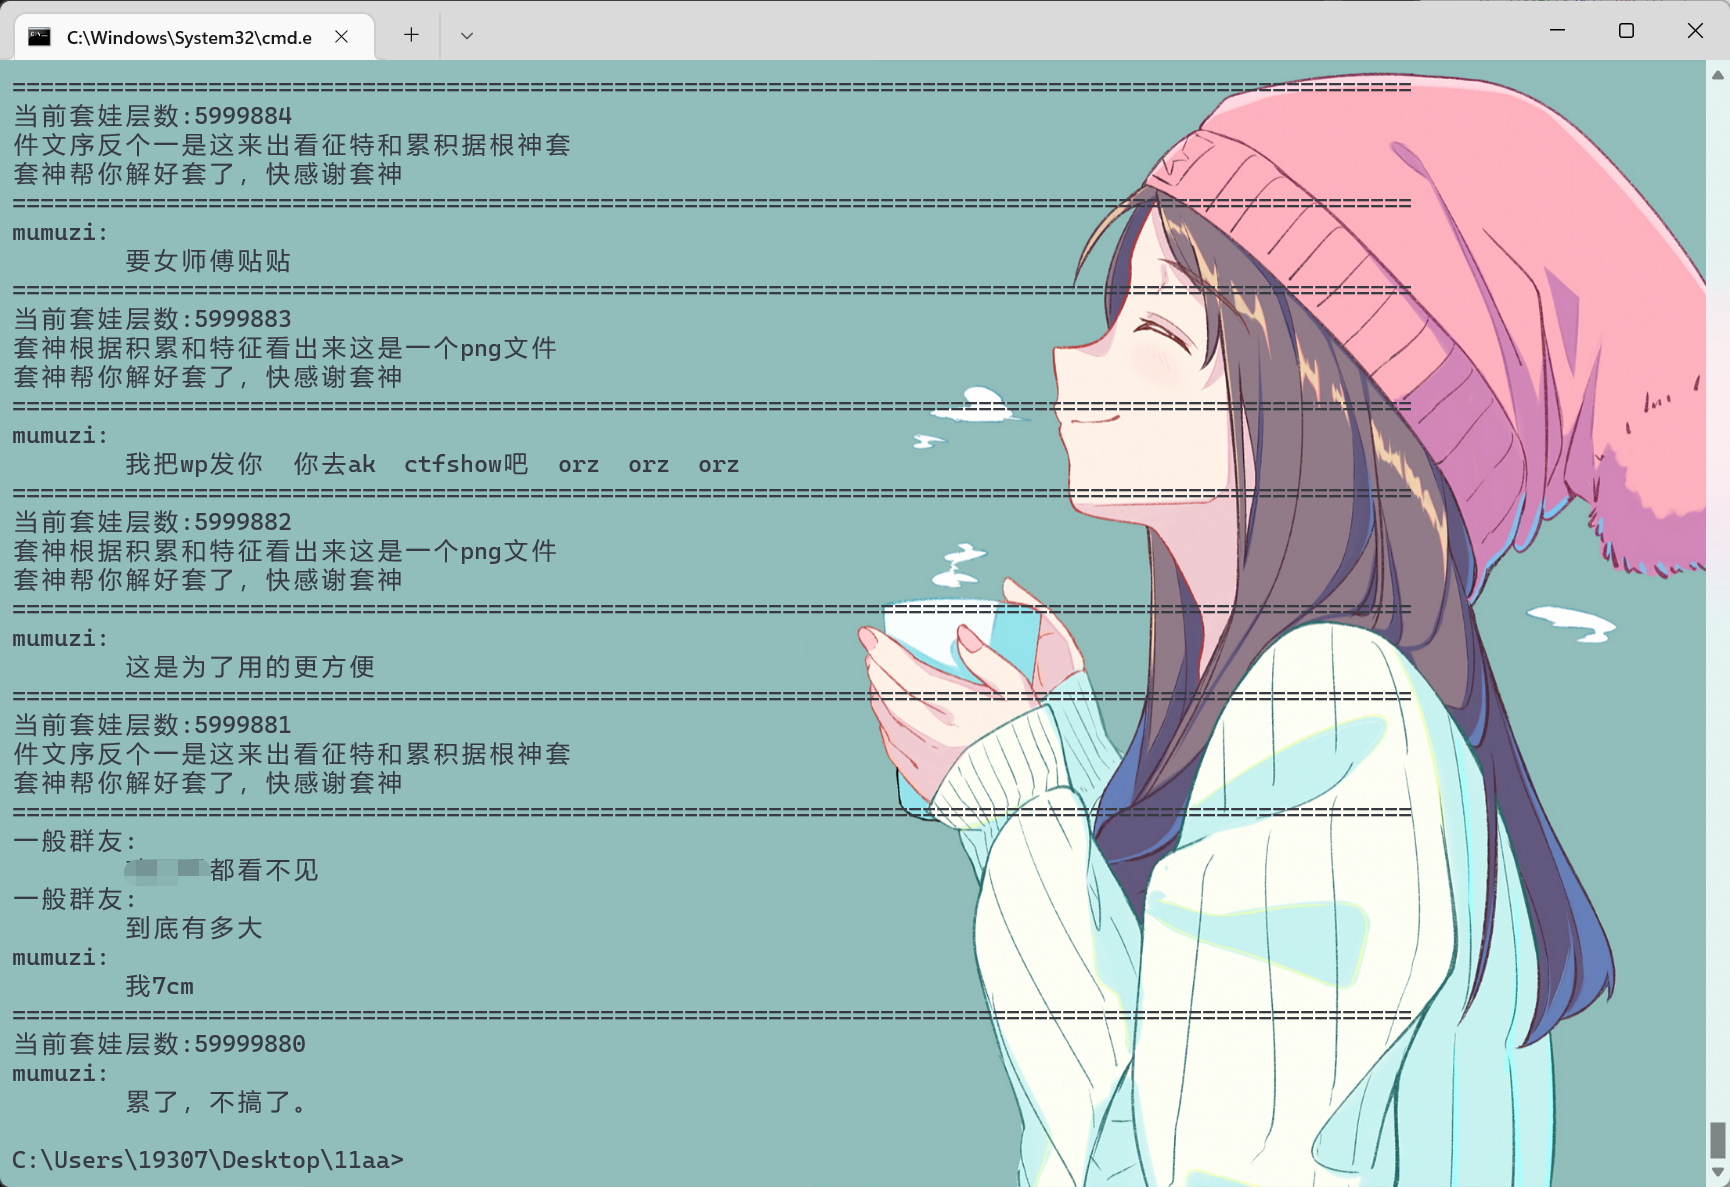 C:\Windows\System32\cmd.e
====================================================================================================
当前套娃层数:5999884
件文序反个一是这来出看征特和累积据根神套
套神帮你解好套了，快感谢套神
====================================================================================================
mumuzi:
要女师傅贴贴
====================================================================================================
当前套娃层数:5999883
套神根据积累和特征看出来这是一个png文件
套神帮你解好套了，快感谢套神
====================================================================================================
mumuzi:
我把wp发你 你去ak ctfshow吧 orz orz orz
====================================================================================================
当前套娃层数:5999882
套神根据积累和特征看出来这是一个png文件
套神帮你解好套了，快感谢套神
====================================================================================================
mumuzi:
这是为了用的更方便
====================================================================================================
当前套娃层数:5999881
件文序反个一是这来出看征特和累积据根神套
套神帮你解好套了，快感谢套神
====================================================================================================
一般群友:
都看不见
一般群友:
到底有多大
mumuzi:
我7cm
====================================================================================================
当前套娃层数:59999880
mumuzi:
累了，不搞了。
C:\Users\19307\Desktop\11aa>